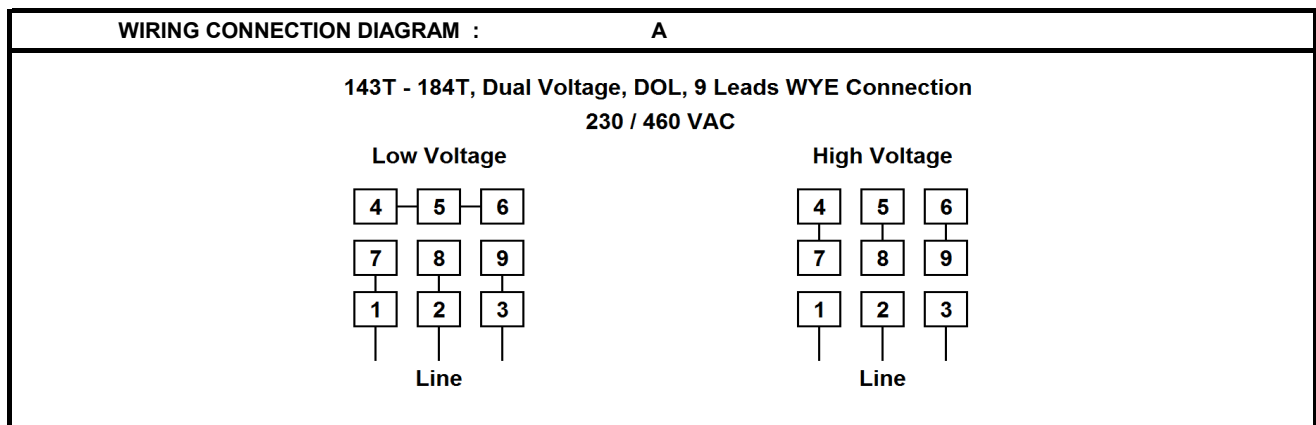 WIRING CONNECTION DIAGRAM : A
143T - 184T, Dual Voltage, DOL, 9 Leads WYE Connection
230 / 460 VAC
Low Voltage High Voltage
4 5 6 4 5 6
7 8 9 7 8 9
1 2 3 1 2 3
Line Line